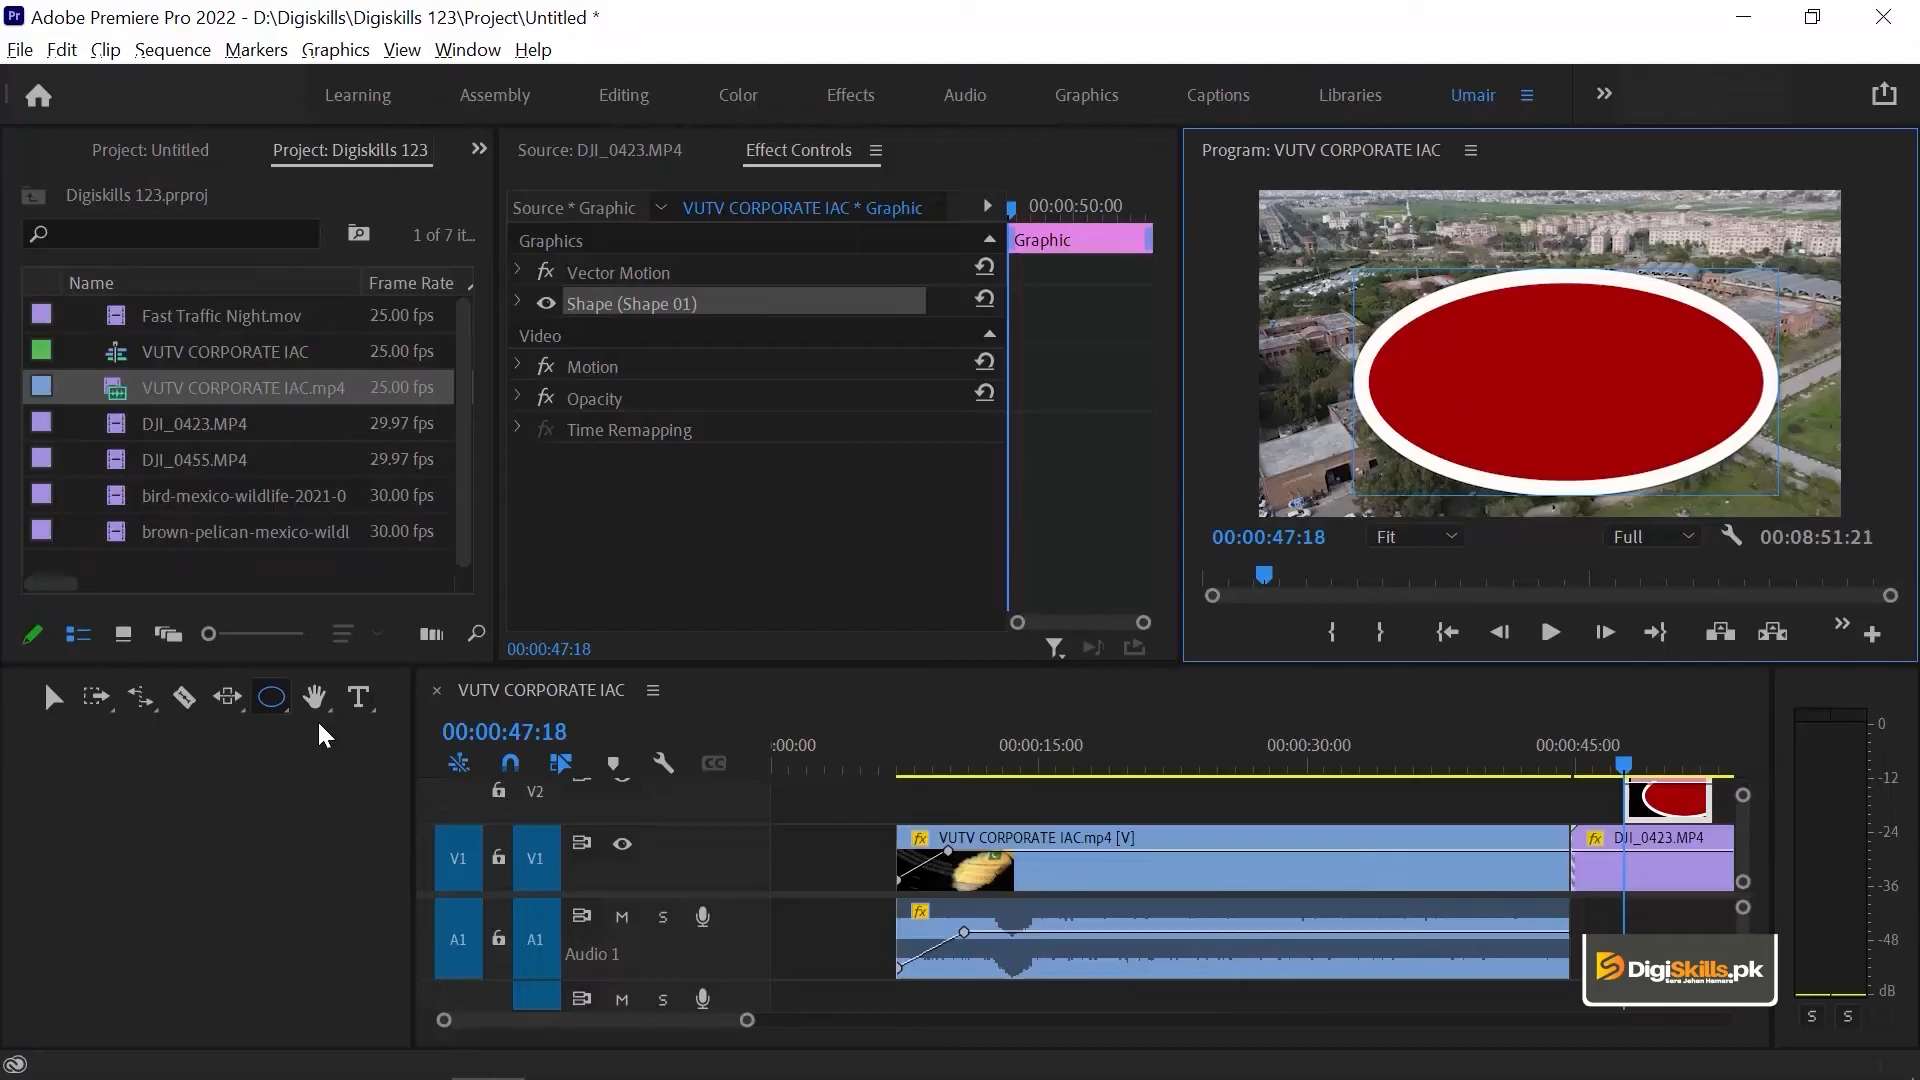 Adobe Premiere Pro 2022 - D:\Digiskills\Digiskills 123\Project\Untitled *
File Edit Clip Sequence Markers Graphics View Window Help
Learning Assembly Editing Color Effects Audio Graphics Captions Libraries Umair
Project: Untitled Project: Digiskills 123
Digiskills 123.prproj
1 of 7 it...
Name Frame Rate
Fast Traffic Night.mov 25.00 fps
VUTV CORPORATE IAC 25.00 fps
VUTV CORPORATE IAC.mp4 25.00 fps
DJI_0423.MP4 29.97 fps
DJI_0455.MP4 29.97 fps
bird-mexico-wildlife-2021-0 30.00 fps
brown-pelican-mexico-wildl 30.00 fps
Source: DJI_0423.MP4 Effect Controls
Source * Graphic VUTV CORPORATE IAC * Graphic 00:00:50:00
Graphics Graphic
fx Vector Motion
Shape (Shape 01)
Video
fx Motion
fx Opacity
fx Time Remapping
00:00:47:18
Program: VUTV CORPORATE IAC
00:00:47:18 Fit Full 00:08:51:21
T
VUTV CORPORATE IAC
00:00:47:18
:00:00 00:00:15:00 00:00:30:00 00:00:45:00
CC
V2
V1 V1
fx VUTV CORPORATE IAC.mp4 [V] fx DJI_0423.MP4
A1 A1 M S
Audio 1
fx
M S
DigiSkills.pk
Sara Jahan Hamara
0
-12
-24
-36
-48
dB
S S